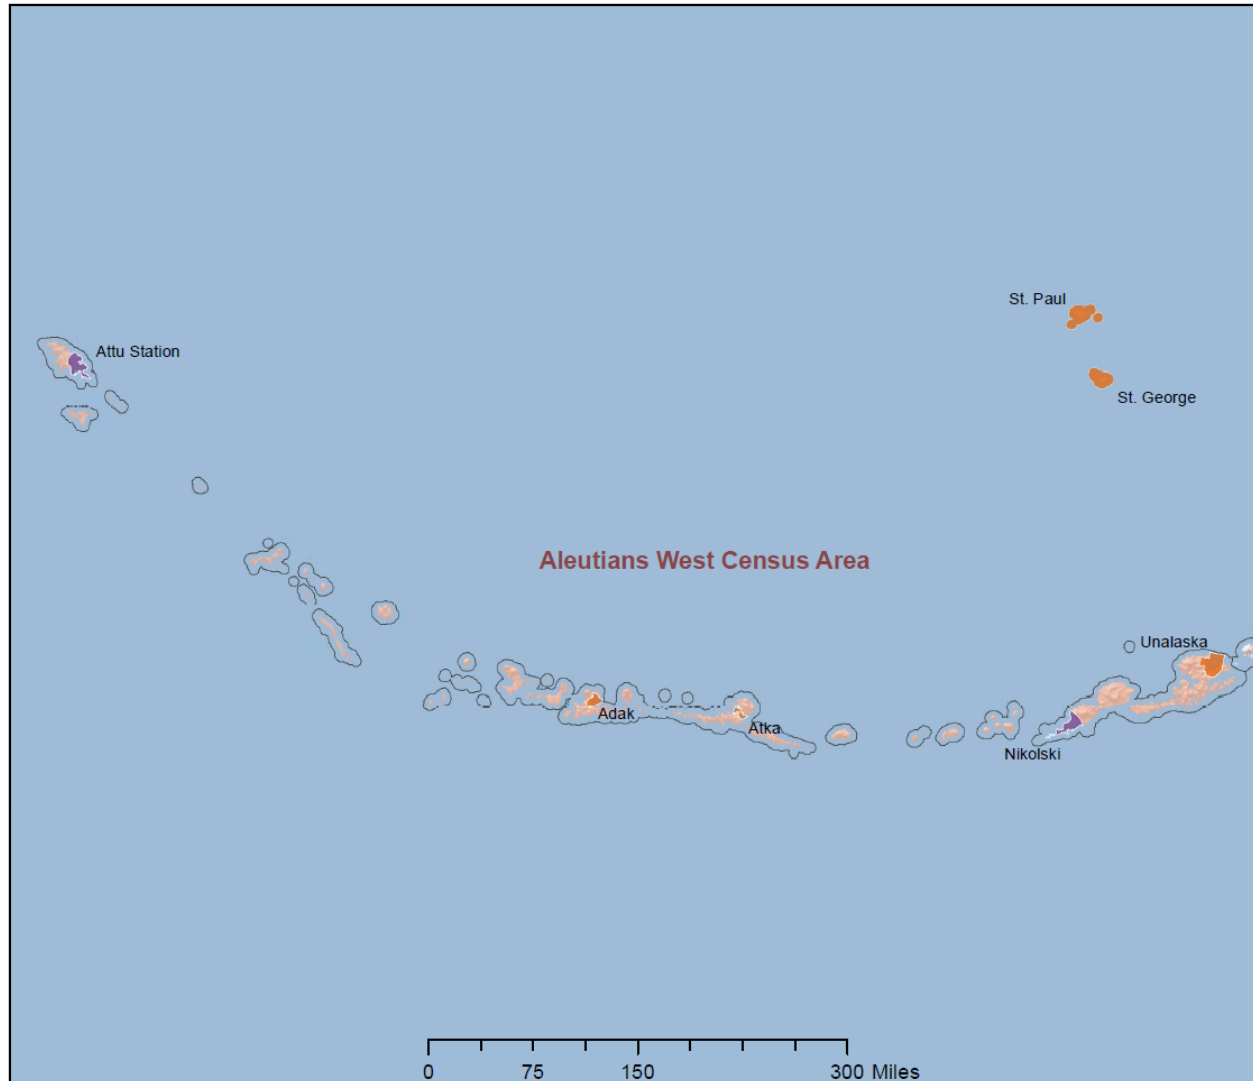 St. Paul
Attu Station
St. George
Aleutians West Census Area
Unalaska
Adak
Atka
Nikolski
0 75 150 300 Miles